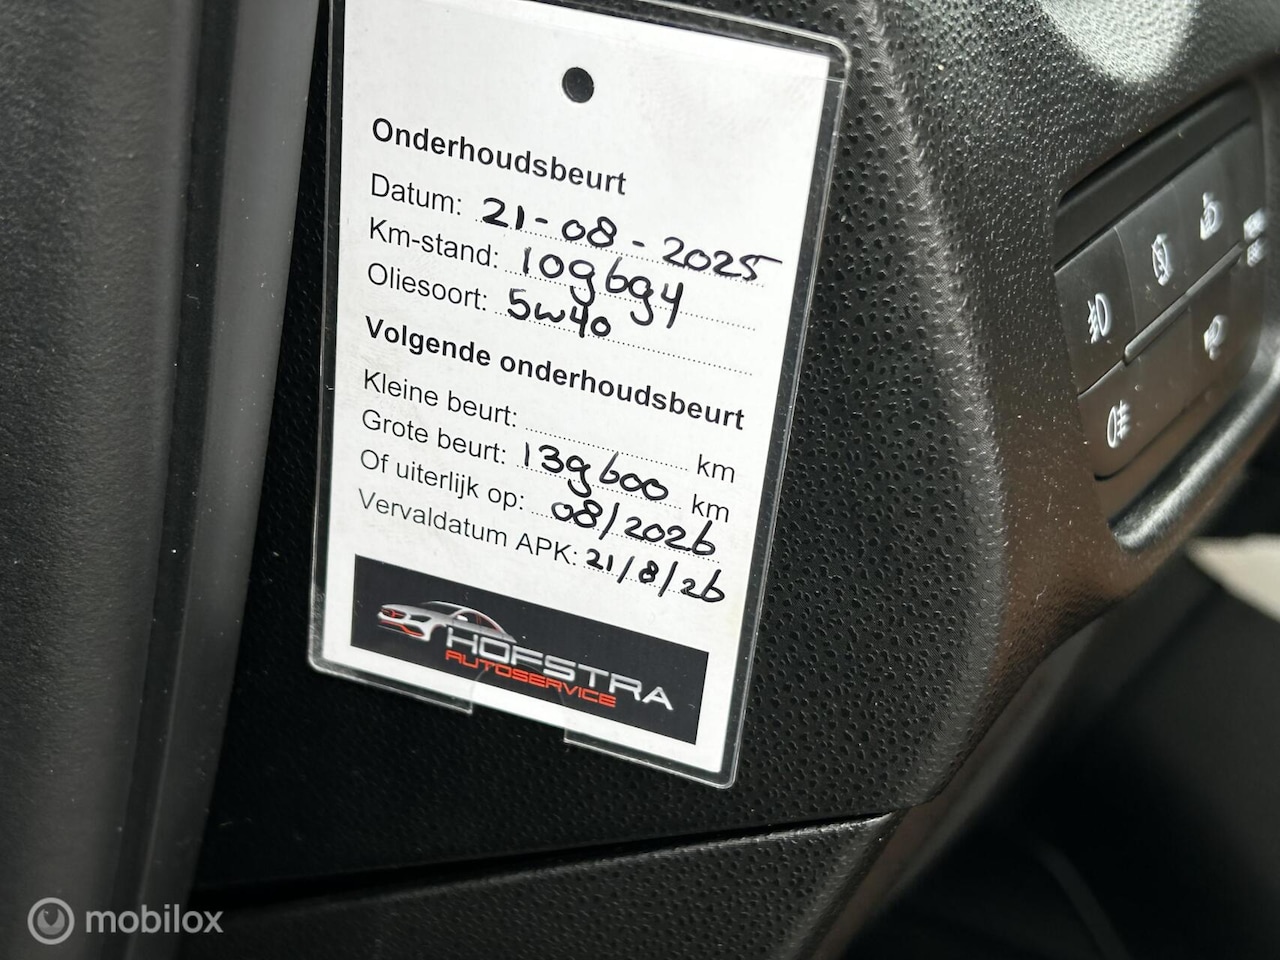 Onderhoudsbeurt
Datum: 21-08-2025
Km-stand: 109694
Oliesoort: 5w40
Volgende onderhoudsbeurt
Kleine beurt: km
Grote beurt: 139600 km
Of uiterlijk op: 08/2026
Vervaldatum APK: 21/8/26
HOFSTRA
AUTOSERVICE
mobilox